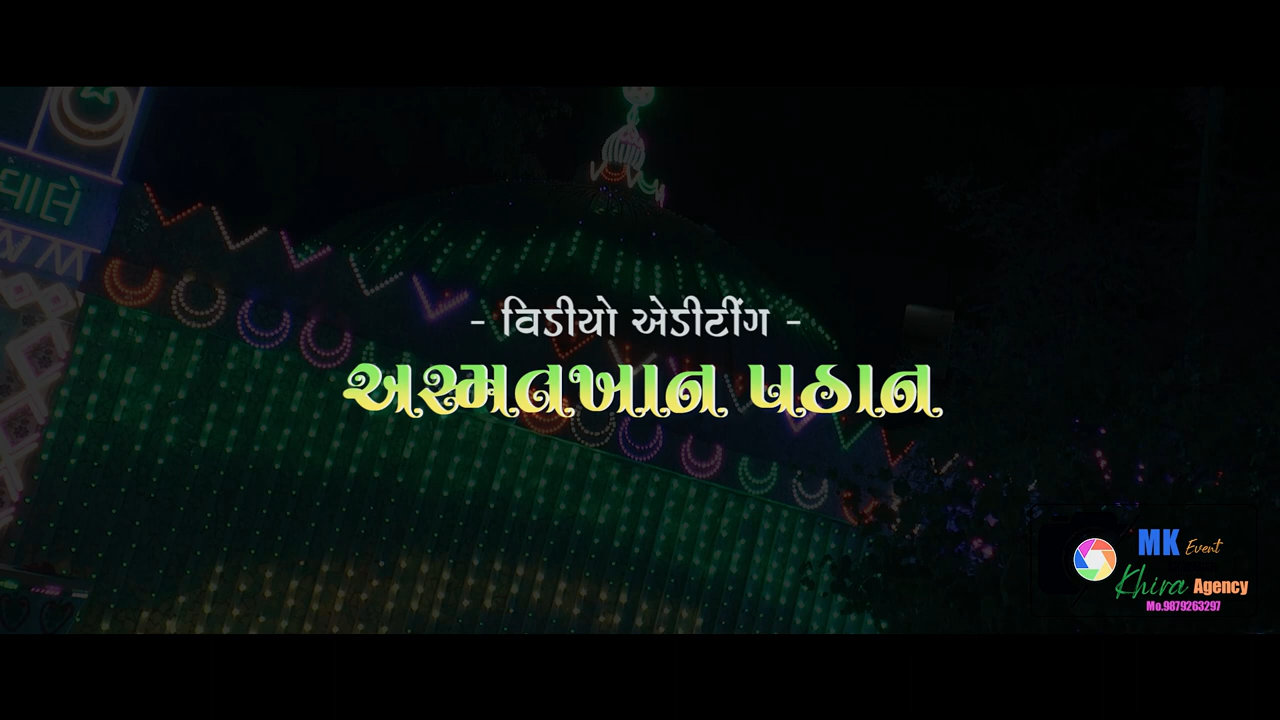 - વિડીયો એડીટીંગ -
અસ્મતખાન પઠાન
MK Event
Khira Agency
Mo.9879263297